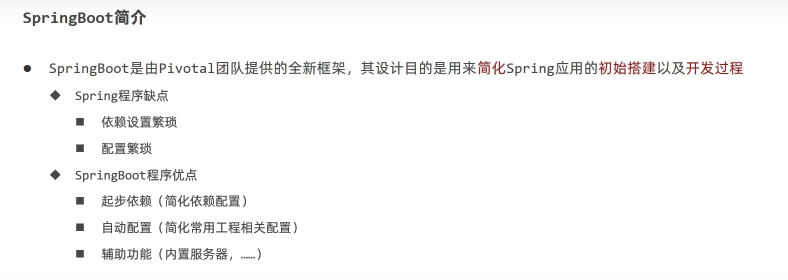 SpringBoot简介
SpringBoot是由Pivotal团队提供的全新框架，其设计目的是用来简化Spring应用的初始搭建以及开发过程
Spring程序缺点
依赖设置繁琐
配置繁琐
SpringBoot程序优点
起步依赖（简化依赖配置）
自动配置（简化常用工程相关配置）
辅助功能（内置服务器，……）